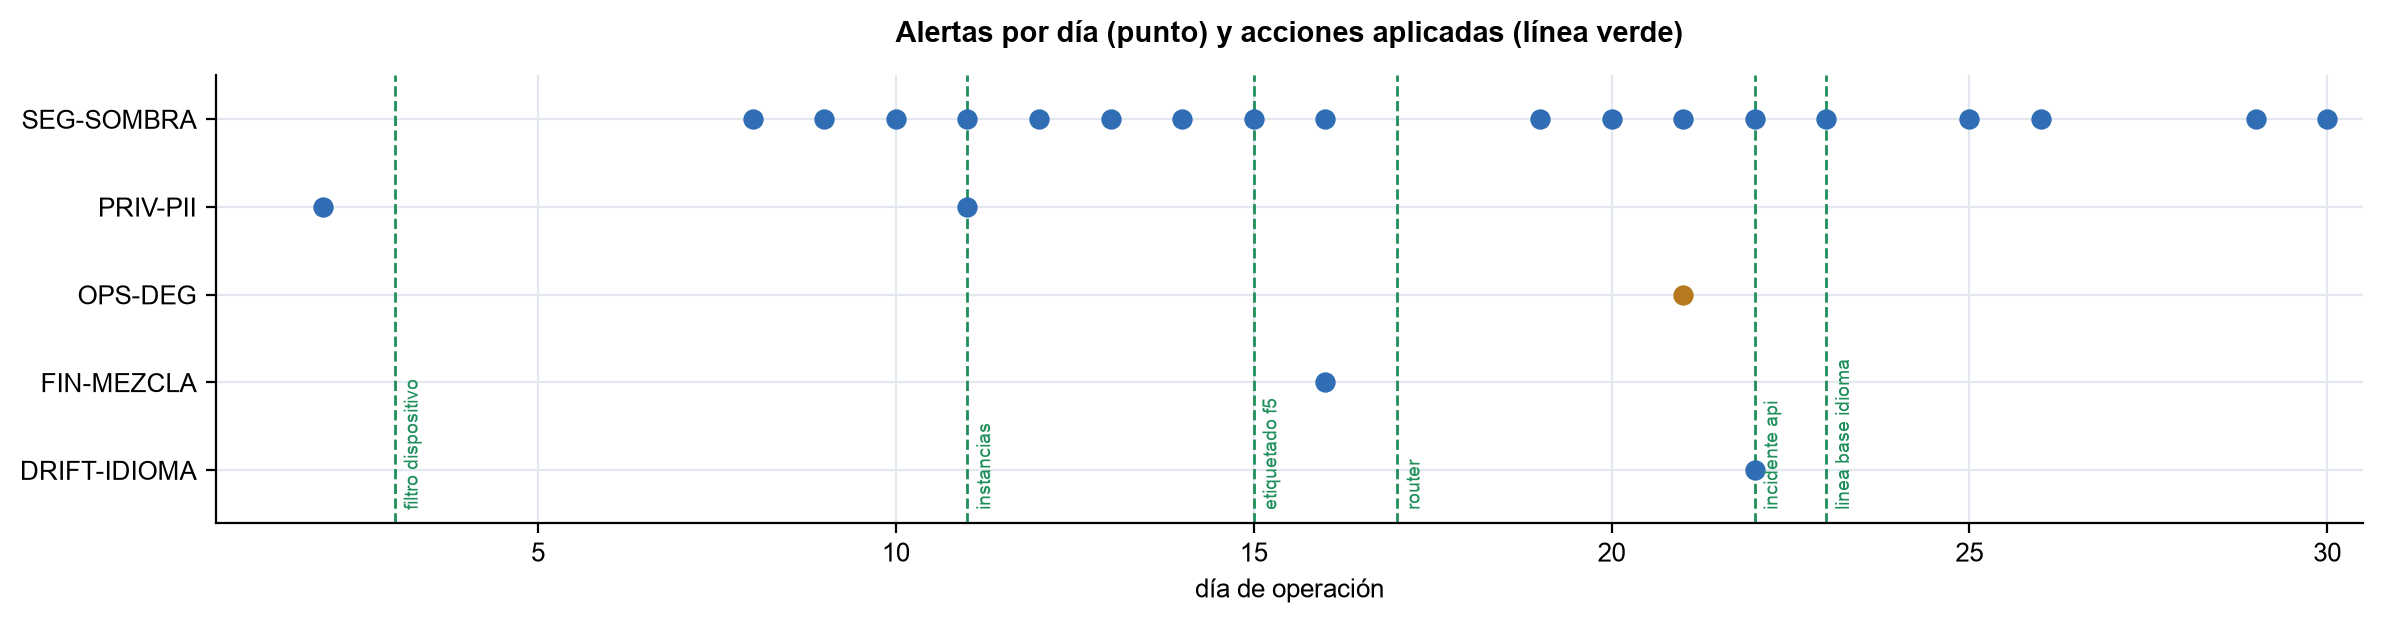 Alertas por día (punto) y acciones aplicadas (línea verde)
SEG-SOMBRA
PRIV-PII
OPS-DEG
FIN-MEZCLA
DRIFT-IDIOMA
filtro dispositivo
instancias
etiquetado f5
router
incidente api
linea base idioma
5
10
15
20
25
30
día de operación